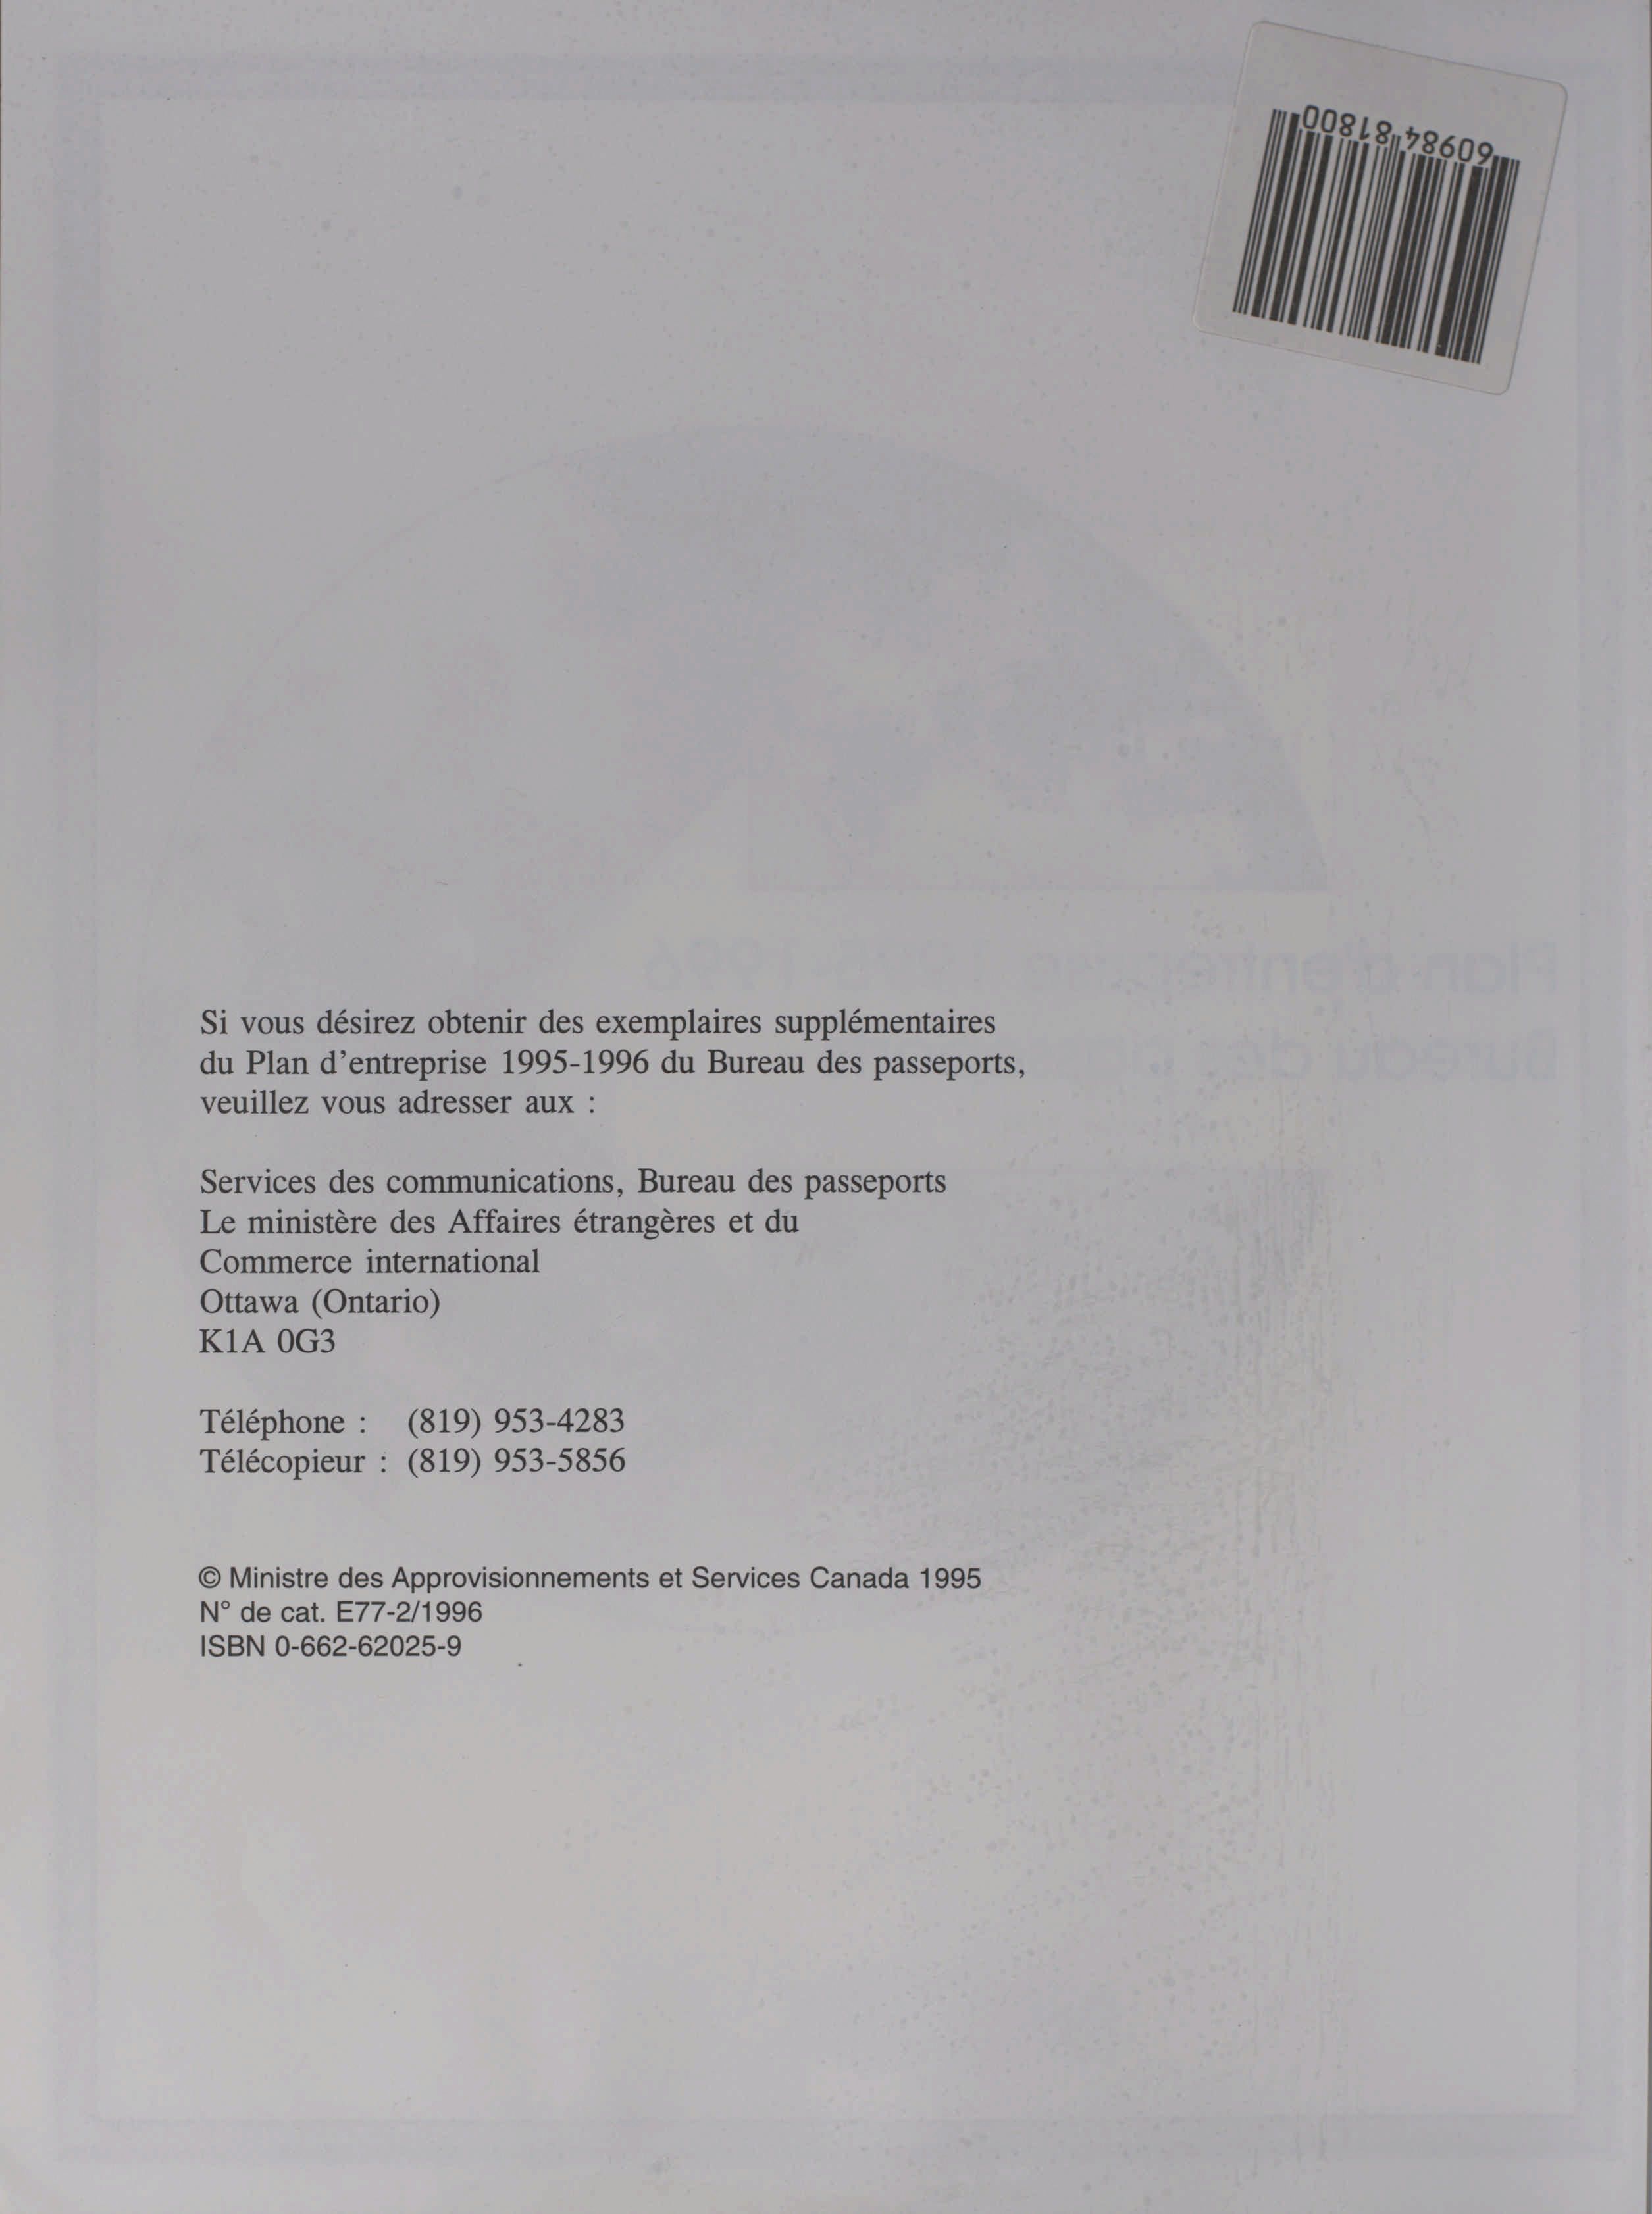 60984 81800
Si vous désirez obtenir des exemplaires supplémentaires
du Plan d'entreprise 1995-1996 du Bureau des passeports,
veuillez vous adresser aux :
Services des communications, Bureau des passeports
Le ministère des Affaires étrangères et du
Commerce international
Ottawa (Ontario)
K1A 0G3
Téléphone : (819) 953-4283
Télécopieur : (819) 953-5856
© Ministre des Approvisionnements et Services Canada 1995
N° de cat. E77-2/1996
ISBN 0-662-62025-9